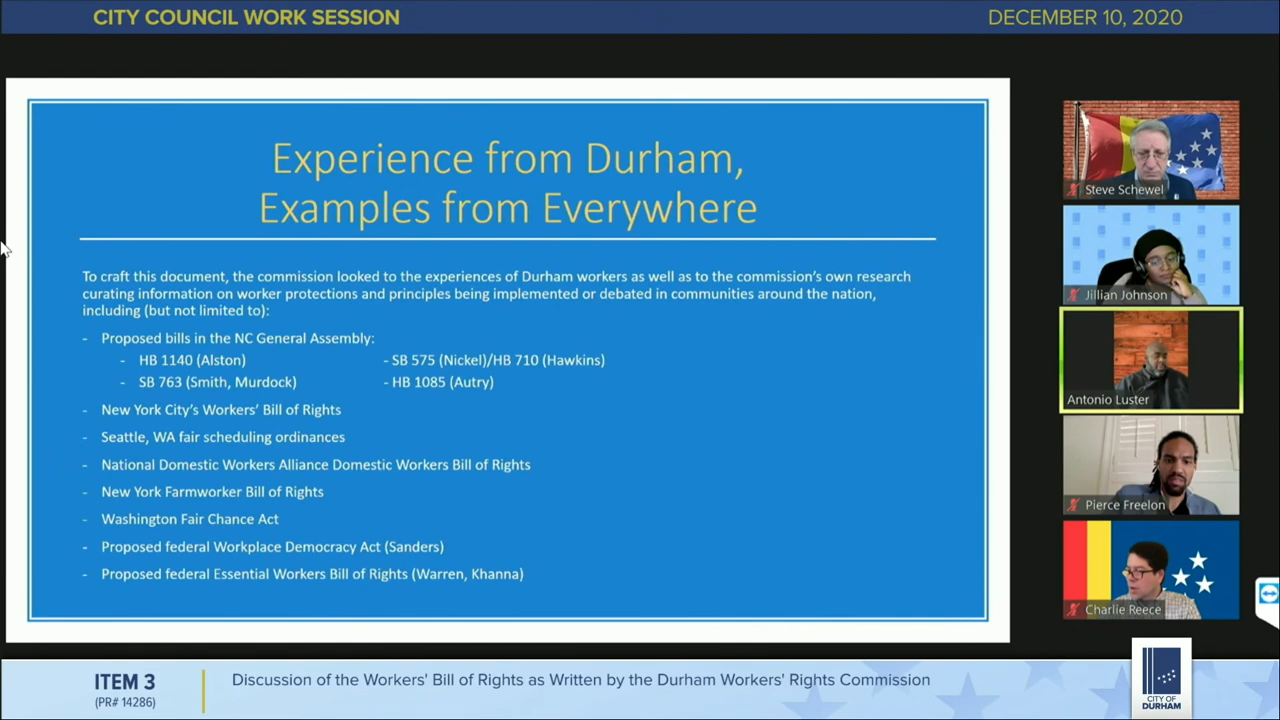 CITY COUNCIL WORK SESSION
DECEMBER 10, 2020
Experience from Durham,
Examples from Everywhere
To craft this document, the commission looked to the experiences of Durham workers as well as to the commission's own research
curating information on worker protections and principles being implemented or debated in communities around the nation,
including (but not limited to):
- Proposed bills in the NC General Assembly:
- HB 1140 (Alston)
- SB 575 (Nickel)/HB 710 (Hawkins)
- SB 763 (Smith, Murdock)
- HB 1085 (Autry)
- New York City's Workers' Bill of Rights
- Seattle, WA fair scheduling ordinances
- National Domestic Workers Alliance Domestic Workers Bill of Rights
- New York Farmworker Bill of Rights
- Washington Fair Chance Act
- Proposed federal Workplace Democracy Act (Sanders)
- Proposed federal Essential Workers Bill of Rights (Warren, Khanna)
Steve Schewel
Jillian Johnson
Antonio Luster
Pierce Freelon
Charlie Reece
ITEM 3
(PR# 14286)
Discussion of the Workers' Bill of Rights as Written by the Durham Workers' Rights Commission
CITY OF
DURHAM